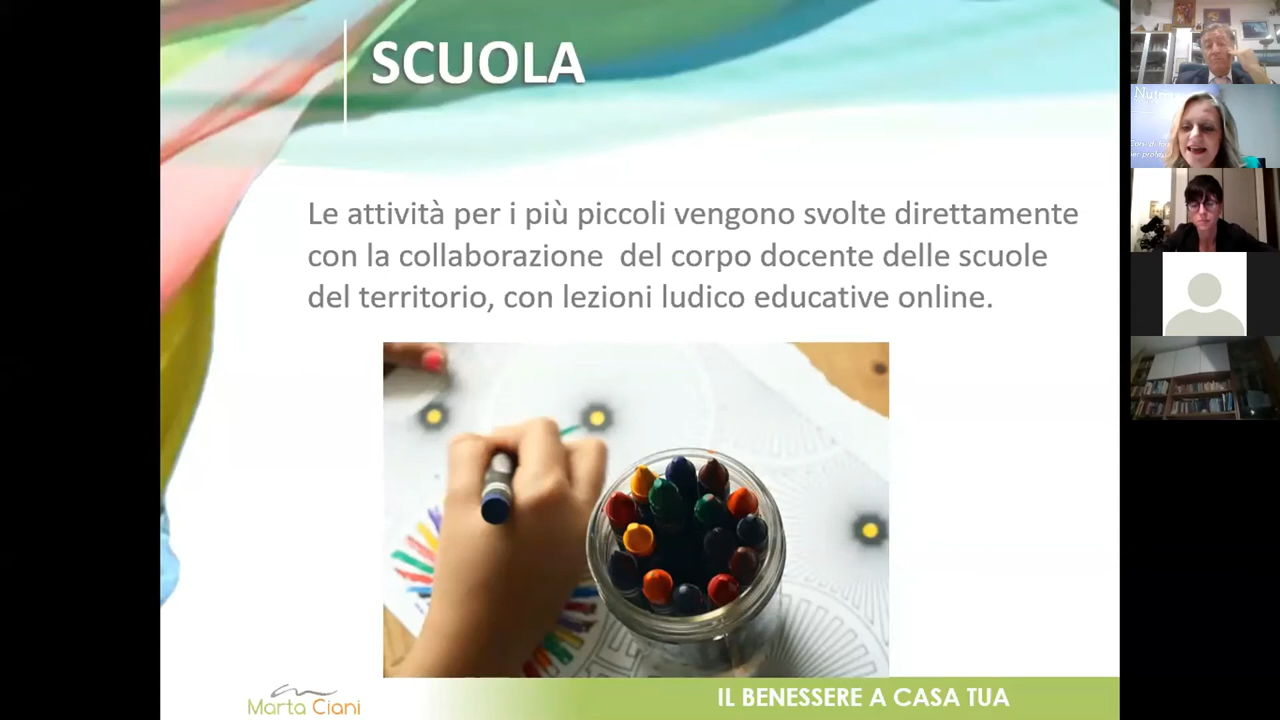 SCUOLA
Le attività per i più piccoli vengono svolte direttamente
con la collaborazione  del corpo docente delle scuole
del territorio, con lezioni ludico educative online.
Marta Ciani
IL BENESSERE A CASA TUA